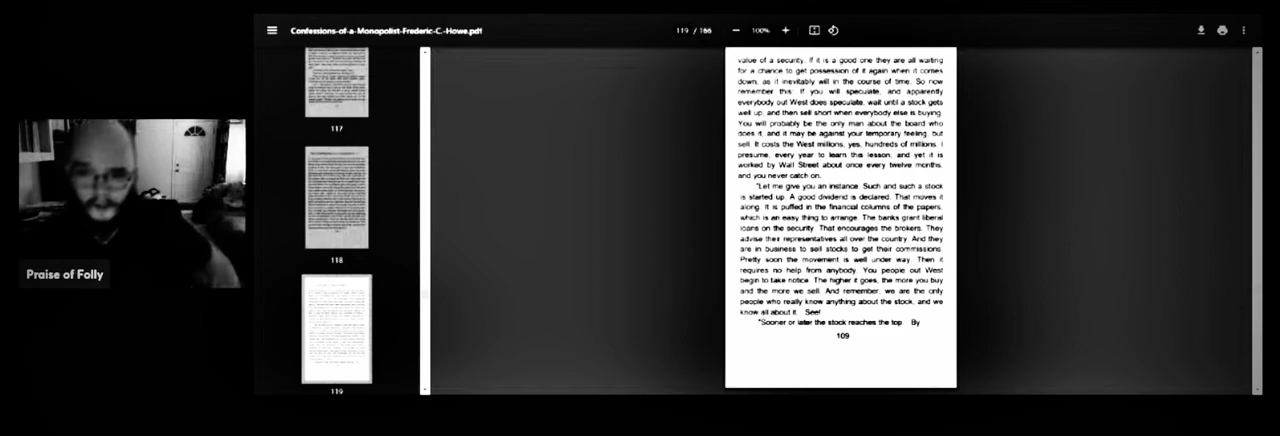 Confessions-of-a-Monopolist-Frederic-C.-Howe.pdf
119 / 166
100%
117
118
119
Praise of Folly
value of a security. If it is a good one they are all waiting
for a chance to get possession of it again when it comes
down, as it inevitably will in the course of time. So now
remember this: If you will speculate, and apparently
everybody out West does speculate, wait until a stock gets
well up, and then sell short when everybody else is buying.
You will probably be the only man about the board who
does it, and it may be against your temporary feeling, but
sell. It costs the West millions, yes, hundreds of millions, I
presume, every year to learn this lesson; and yet it is
worked by Wall Street about once every twelve months,
and you never catch on.
"Let me give you an instance. Such and such a stock
is started up. A good dividend is declared. That moves it
along. It is puffed in the financial columns of the papers,
which is an easy thing to arrange. The banks grant liberal
loans on the security. That encourages the brokers. They
advise their representatives all over the country. And they
are in business to sell stocks to get their commissions.
Pretty soon the movement is well under way. Then it
requires no help from anybody. You people out West
begin to take notice. The higher it goes, the more you buy
and the more we sell. And remember, we are the only
people who really know anything about the stock, and we
know all about it. See!
"Sooner or later the stock reaches the top. By
109